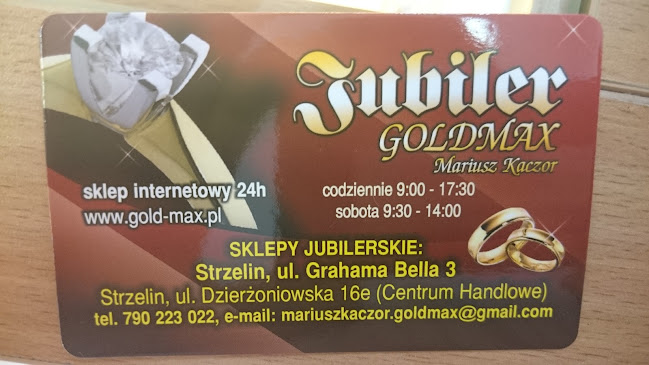 Jubiler
GOLDMAX
Mariusz Kaczor
sklep internetowy 24h
www.gold-max.pl
codziennie 9:00 - 17:30
sobota 9:30 - 14:00
SKLEPY JUBILERSKIE:
Strzelin, ul. Grahama Bella 3
Strzelin, ul. Dzierżoniowska 16e (Centrum Handlowe)
tel. 790 223 022, e-mail: mariuszkaczor.goldmax@gmail.com